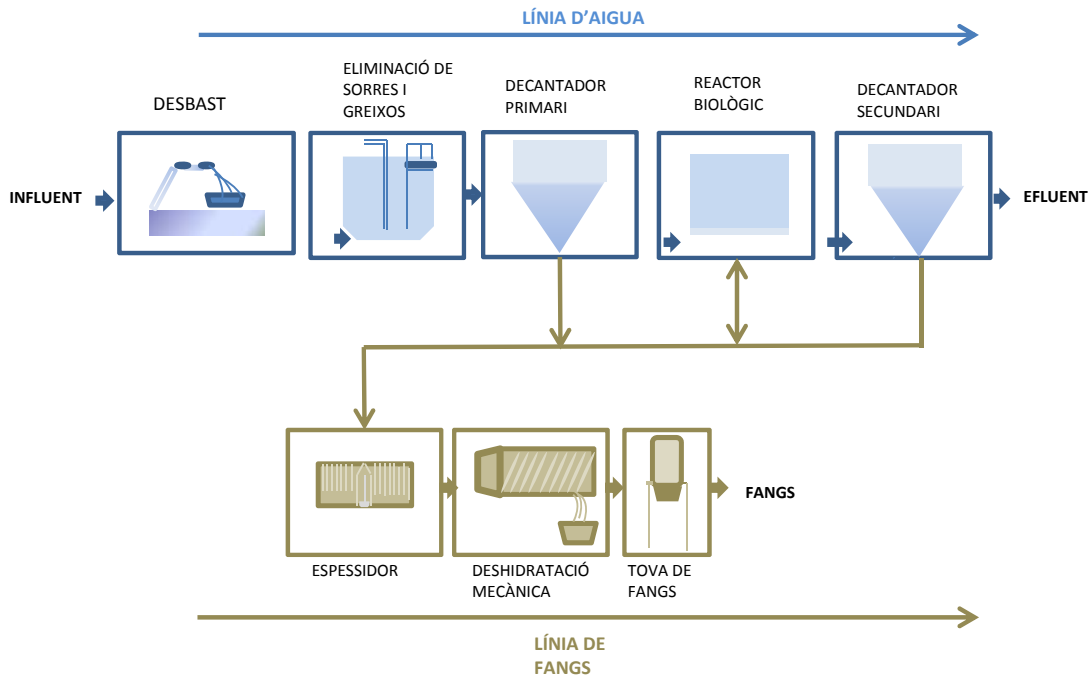 LÍNIA D'AIGUA
DESBAST
ELIMINACIÓ DE
SORRES I
GREIXOS
DECANTADOR
PRIMARI
REACTOR
BIOLÒGIC
DECANTADOR
SECUNDARI
INFLUENT
EFLUENT
FANGS
ESPESSIDOR
DESHIDRATACIÓ
MECÀNICA
TOVA DE
FANGS
LÍNIA DE
FANGS